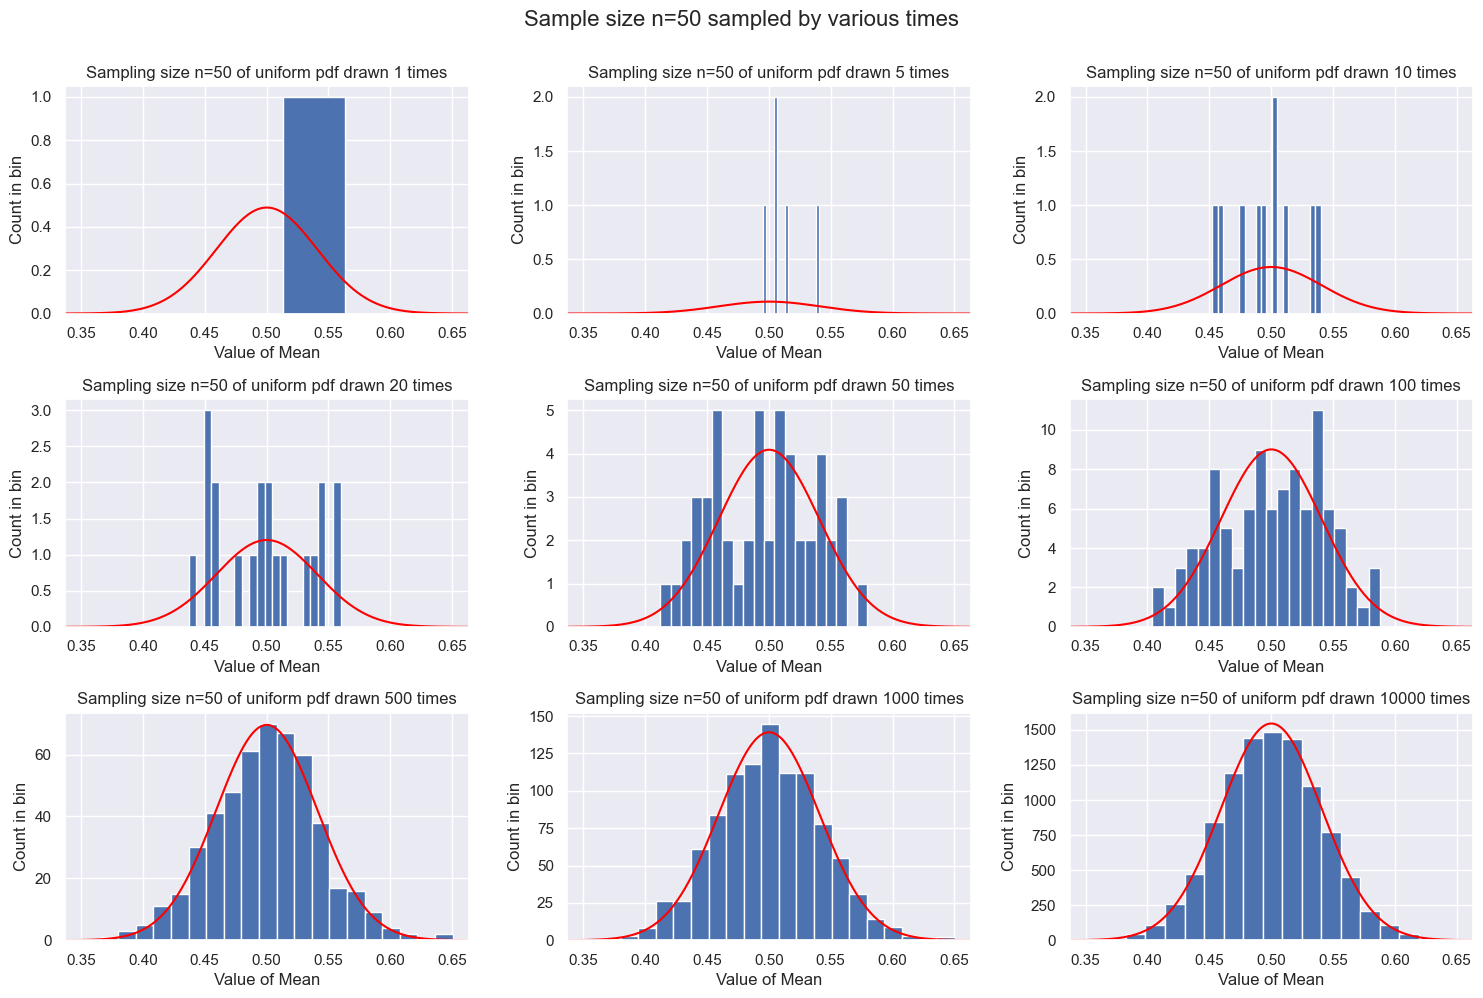 Sample size n=50 sampled by various times
Sampling size n=50 of uniform pdf drawn 1 times
Count in bin
1.0
0.8
0.6
0.4
0.2
0.0
0.35 0.40 0.45 0.50 0.55 0.60 0.65
Value of Mean
Sampling size n=50 of uniform pdf drawn 5 times
Count in bin
2.0
1.5
1.0
0.5
0.0
0.35 0.40 0.45 0.50 0.55 0.60 0.65
Value of Mean
Sampling size n=50 of uniform pdf drawn 10 times
Count in bin
2.0
1.5
1.0
0.5
0.0
0.35 0.40 0.45 0.50 0.55 0.60 0.65
Value of Mean
Sampling size n=50 of uniform pdf drawn 20 times
Count in bin
3.0
2.5
2.0
1.5
1.0
0.5
0.0
0.35 0.40 0.45 0.50 0.55 0.60 0.65
Value of Mean
Sampling size n=50 of uniform pdf drawn 50 times
Count in bin
5
4
3
2
1
0
0.35 0.40 0.45 0.50 0.55 0.60 0.65
Value of Mean
Sampling size n=50 of uniform pdf drawn 100 times
Count in bin
10
8
6
4
2
0
0.35 0.40 0.45 0.50 0.55 0.60 0.65
Value of Mean
Sampling size n=50 of uniform pdf drawn 500 times
Count in bin
60
40
20
0
0.35 0.40 0.45 0.50 0.55 0.60 0.65
Value of Mean
Sampling size n=50 of uniform pdf drawn 1000 times
Count in bin
150
125
100
75
50
25
0
0.35 0.40 0.45 0.50 0.55 0.60 0.65
Value of Mean
Sampling size n=50 of uniform pdf drawn 10000 times
Count in bin
1500
1250
1000
750
500
250
0
0.35 0.40 0.45 0.50 0.55 0.60 0.65
Value of Mean